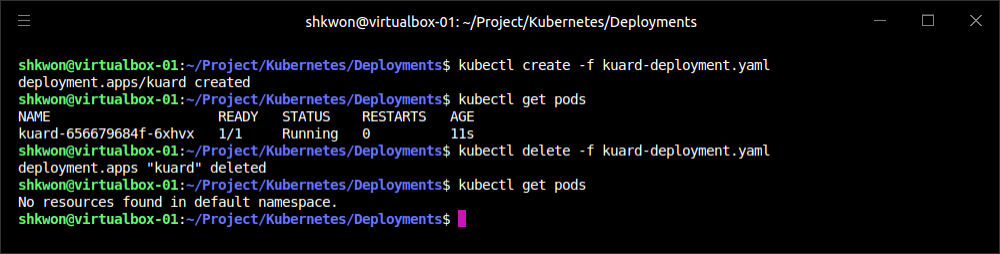 shkwon@virtualbox-01: ~/Project/Kubernetes/Deployments
shkwon@virtualbox-01:~/Project/Kubernetes/Deployments$ kubectl create -f kuard-deployment.yaml
deployment.apps/kuard created
shkwon@virtualbox-01:~/Project/Kubernetes/Deployments$ kubectl get pods
NAME                     READY   STATUS    RESTARTS   AGE
kuard-656679684f-6xhvx   1/1     Running   0          11s
shkwon@virtualbox-01:~/Project/Kubernetes/Deployments$ kubectl delete -f kuard-deployment.yaml
deployment.apps "kuard" deleted
shkwon@virtualbox-01:~/Project/Kubernetes/Deployments$ kubectl get pods
No resources found in default namespace.
shkwon@virtualbox-01:~/Project/Kubernetes/Deployments$